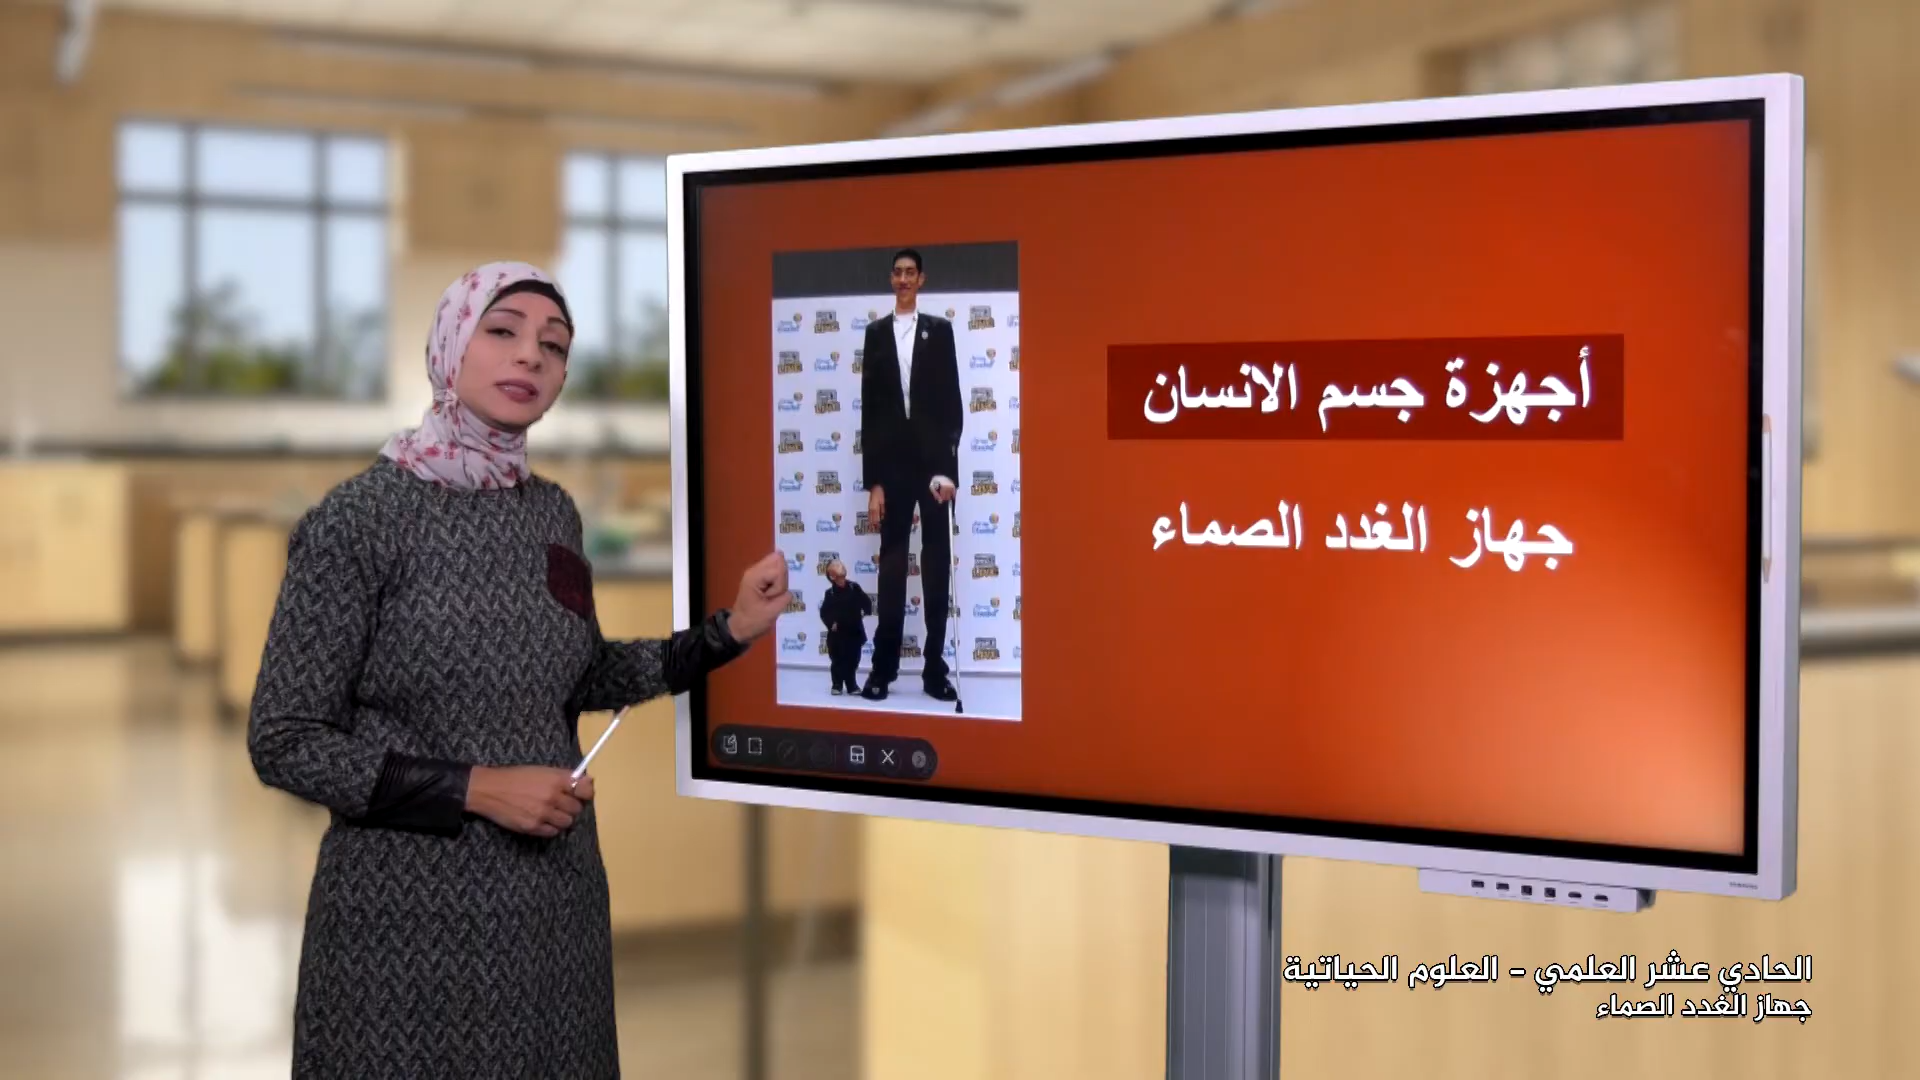 أجهزة جسم الانسان
جهاز الغدد الصماء
الحادي عشر العلمي - العلوم الحياتية
جهاز الغدد الصماء